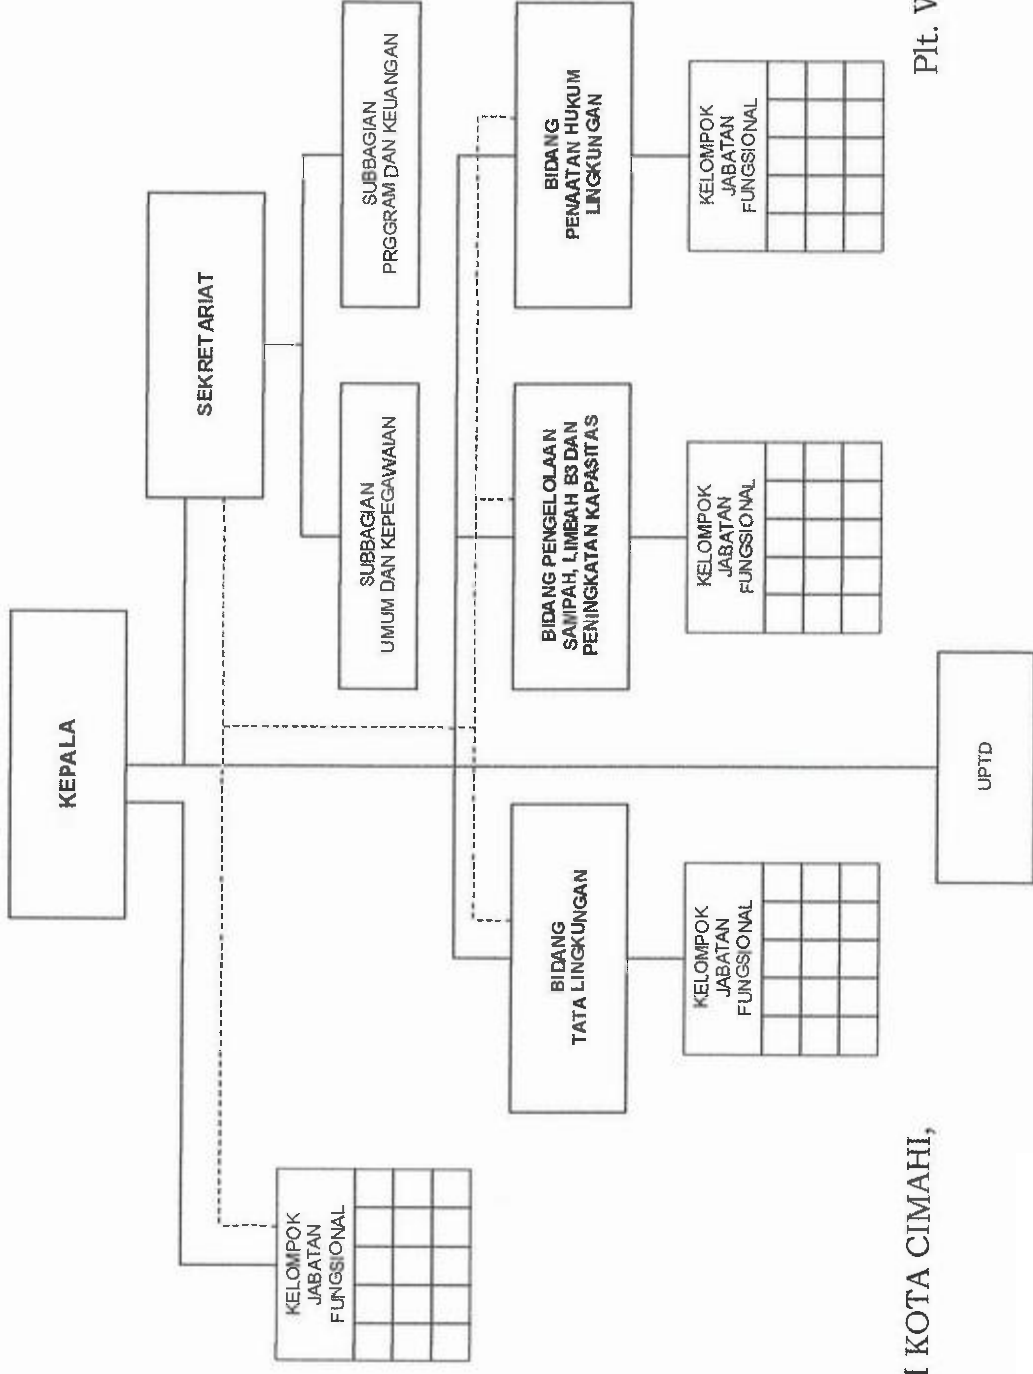 KEPALA
SEKRETARIAT
SUBBAGIAN
UMUM DAN KEPEGAWAIAN
SUBBAGIAN
PRGGRAM DAN KEUANGAN
KELOMPOK
JABATAN
FUNGSIONAL
BIDANG
TATA LINGKUNGAN
BIDANG PENGELOLAAN
SAMPAH, LIMBAH B3 DAN
PENINGKATAN KAPASITAS
BIDANG
PENAATAN HUKUM
LINGKUNGAN
KELOMPOK
JABATAN
FUNGSIONAL
KELOMPOK
JABATAN
FUNGSIONAL
KELOMPOK
JABATAN
FUNGSIONAL
UPTD
KOTA CIMAHI,
Plt.